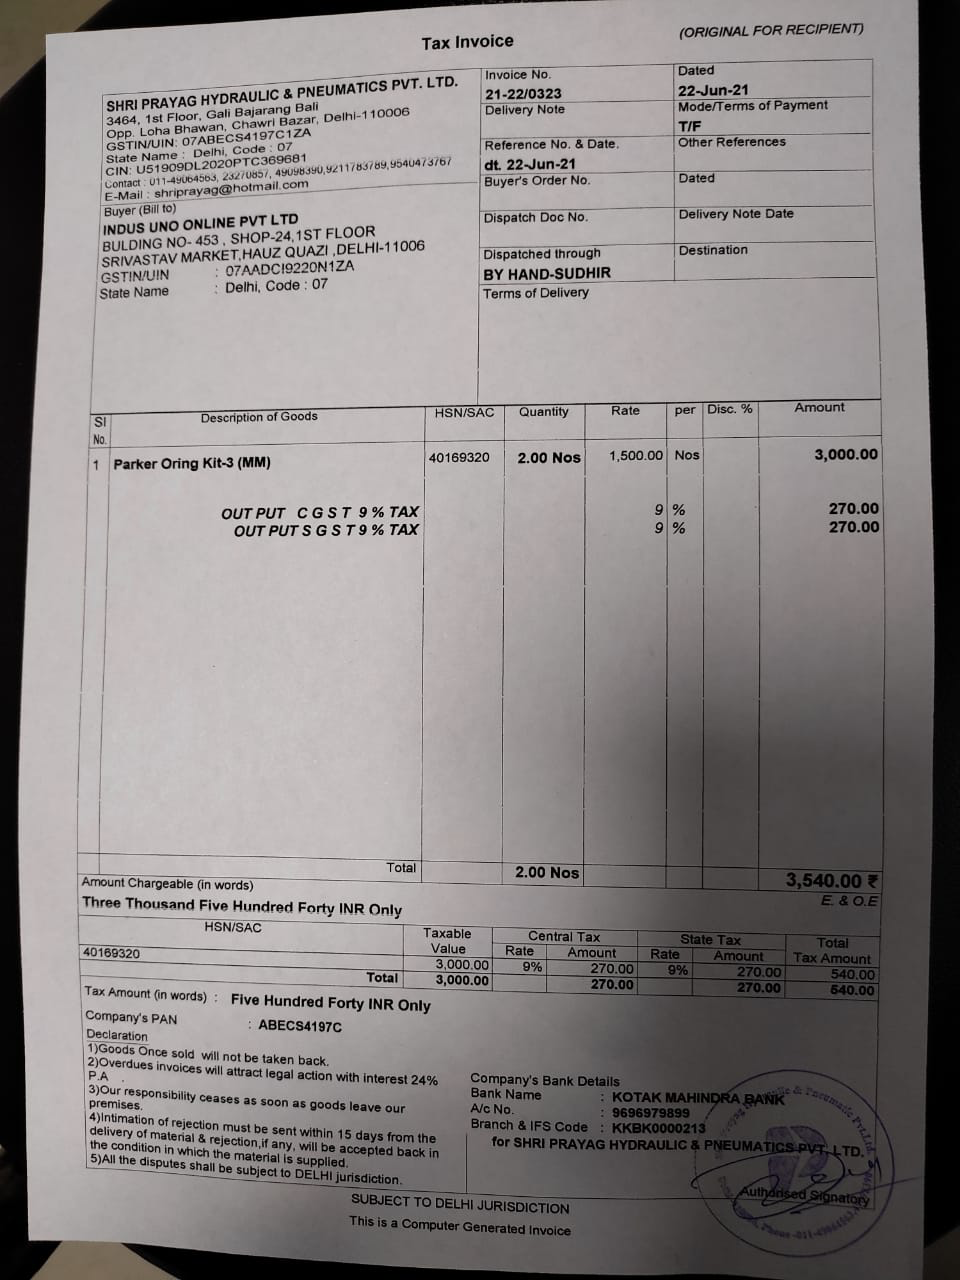 Tax Invoice
(ORIGINAL FOR RECIPIENT)
SHRI PRAYAG HYDRAULIC & PNEUMATICS PVT. LTD.
3464, 1st Floor, Gali Bajarang Bali
Opp. Loha Bhawan, Chawri Bazar, Delhi-110006
GSTIN/UIN: 07ABECS4197C1ZA
State Name : Delhi, Code : 07
CIN: U51909DL2020PTC369681
Contact : 011-49064563, 23270857, 49098390,9211783789,9540473767
E-Mail : shriprayag@hotmail.com
Buyer (Bill to)
INDUS UNO ONLINE PVT LTD
BULDING NO- 453 , SHOP-24,1ST FLOOR
SRIVASTAV MARKET,HAUZ QUAZI ,DELHI-11006
GSTIN/UIN : 07AADCI9220N1ZA
State Name : Delhi, Code : 07
Invoice No. Dated
21-22/0323 22-Jun-21
Delivery Note Mode/Terms of Payment
T/F
Reference No. & Date. Other References
dt. 22-Jun-21
Buyer's Order No. Dated
Dispatch Doc No. Delivery Note Date
Dispatched through Destination
BY HAND-SUDHIR
Terms of Delivery
SI No. Description of Goods HSN/SAC Quantity Rate per Disc. % Amount
1 Parker Oring Kit-3 (MM) 40169320 2.00 Nos 1,500.00 Nos 3,000.00
OUT PUT C G S T 9 % TAX 9 % 270.00
OUT PUT S G S T 9 % TAX 9 % 270.00
Total 2.00 Nos 3,540.00 ₹
Amount Chargeable (in words) E. & O.E
Three Thousand Five Hundred Forty INR Only
HSN/SAC Taxable Value Central Tax State Tax Total Tax Amount
Rate Amount Rate Amount
40169320 3,000.00 9% 270.00 9% 270.00 540.00
Total 3,000.00 270.00 270.00 540.00
Tax Amount (in words) : Five Hundred Forty INR Only
Company's PAN : ABECS4197C
Declaration
1)Goods Once sold will not be taken back.
2)Overdues invoices will attract legal action with interest 24%
P.A .
3)Our responsibility ceases as soon as goods leave our
premises.
4)Intimation of rejection must be sent within 15 days from the
delivery of material & rejection,if any, will be accepted back in
the condition in which the material is supplied.
5)All the disputes shall be subject to DELHI jurisdiction.
Company's Bank Details
Bank Name : KOTAK MAHINDRA BANK
A/c No. : 9696979899
Branch & IFS Code : KKBK0000213
for SHRI PRAYAG HYDRAULIC & PNEUMATICS PVT. LTD.
Authorised Signatory
SUBJECT TO DELHI JURISDICTION
This is a Computer Generated Invoice